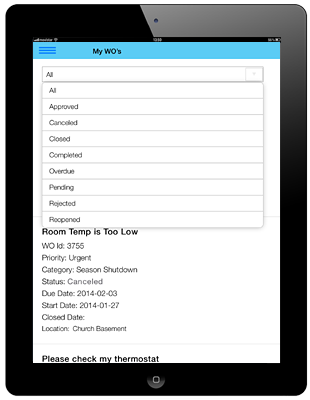 My WO's
All
All
Approved
Canceled
Closed
Completed
Overdue
Pending
Rejected
Reopened
Room Temp is Too Low
WO Id: 3755
Priority: Urgent
Category: Season Shutdown
Status: Canceled
Due Date: 2014-02-03
Start Date: 2014-01-27
Closed Date:
Location: Church Basement
Please check my thermostat